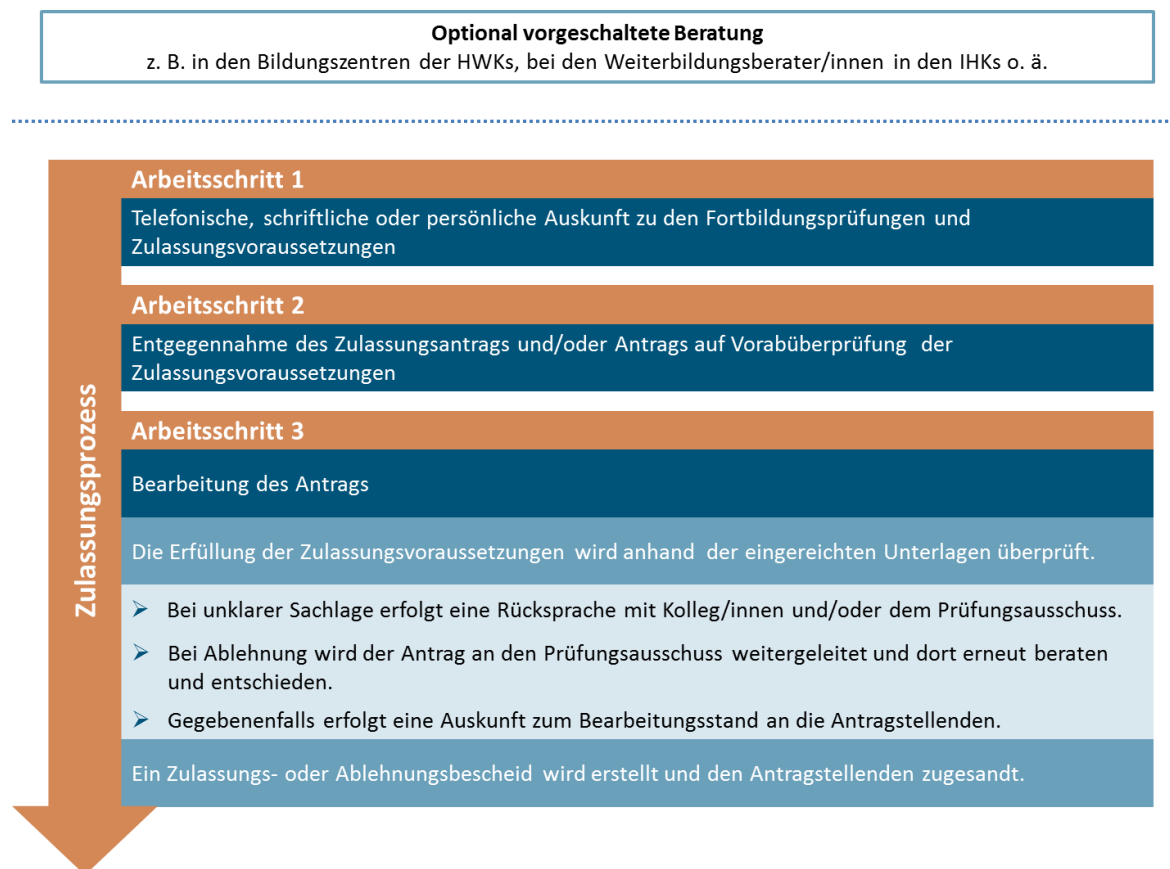 Optional vorgeschaltete Beratung
z. B. in den Bildungszentren der HWKs, bei den Weiterbildungsberater/innen in den IHKs o. ä.
Zulassungsprozess
Arbeitsschritt 1
Telefonische, schriftliche oder persönliche Auskunft zu den Fortbildungsprüfungen und
Zulassungsvoraussetzungen
Arbeitsschritt 2
Entgegennahme des Zulassungsantrags und/oder Antrags auf Vorabüberprüfung der
Zulassungsvoraussetzungen
Arbeitsschritt 3
Bearbeitung des Antrags
Die Erfüllung der Zulassungsvoraussetzungen wird anhand der eingereichten Unterlagen überprüft.
Bei unklarer Sachlage erfolgt eine Rücksprache mit Kolleg/innen und/oder dem Prüfungsausschuss.
Bei Ablehnung wird der Antrag an den Prüfungsausschuss weitergeleitet und dort erneut beraten
und entschieden.
Gegebenenfalls erfolgt eine Auskunft zum Bearbeitungsstand an die Antragstellenden.
Ein Zulassungs- oder Ablehnungsbescheid wird erstellt und den Antragstellenden zugesandt.